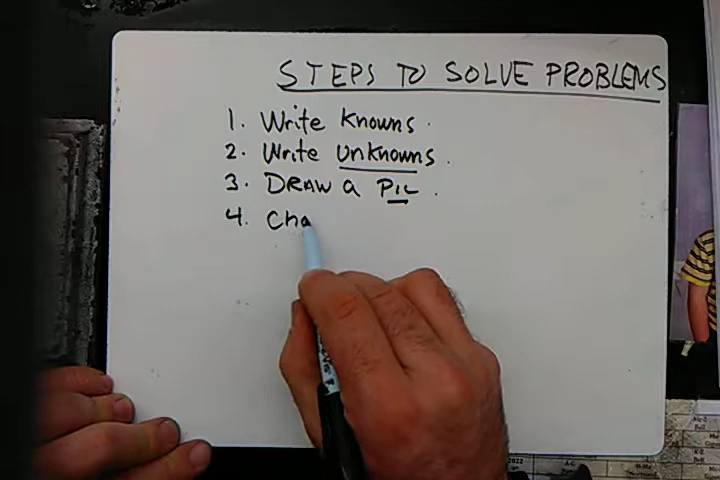 STEPS TO SOLVE PROBLEMS
1. Write Knowns.
2. Write Unknowns.
3. DRAW a PIC.
4. Cha